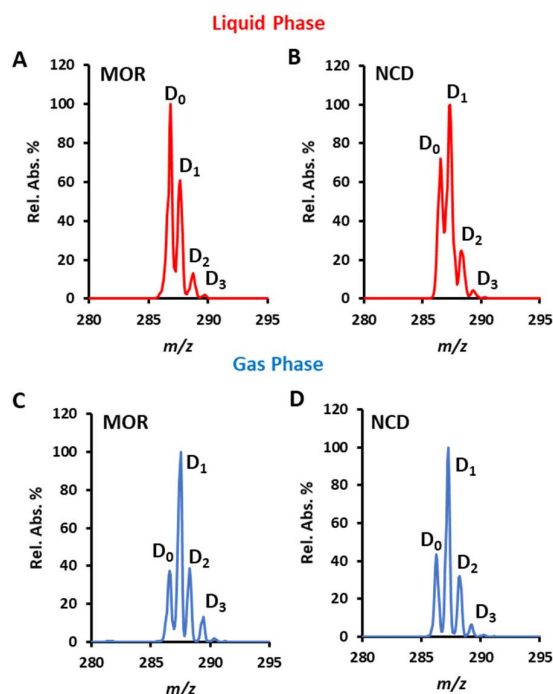 Liquid Phase
A
MOR
D0
D1
D2
D3
120
100
80
60
40
20
0
Rel. Abs. %
280
285
290
295
m/z
B
NCD
D0
D1
D2
D3
120
100
80
60
40
20
0
Rel. Abs. %
280
285
290
295
m/z
Gas Phase
C
MOR
D0
D1
D2
D3
120
100
80
60
40
20
0
Rel. Abs. %
280
285
290
295
m/z
D
NCD
D0
D1
D2
D3
120
100
80
60
40
20
0
Rel. Abs. %
280
285
290
295
m/z